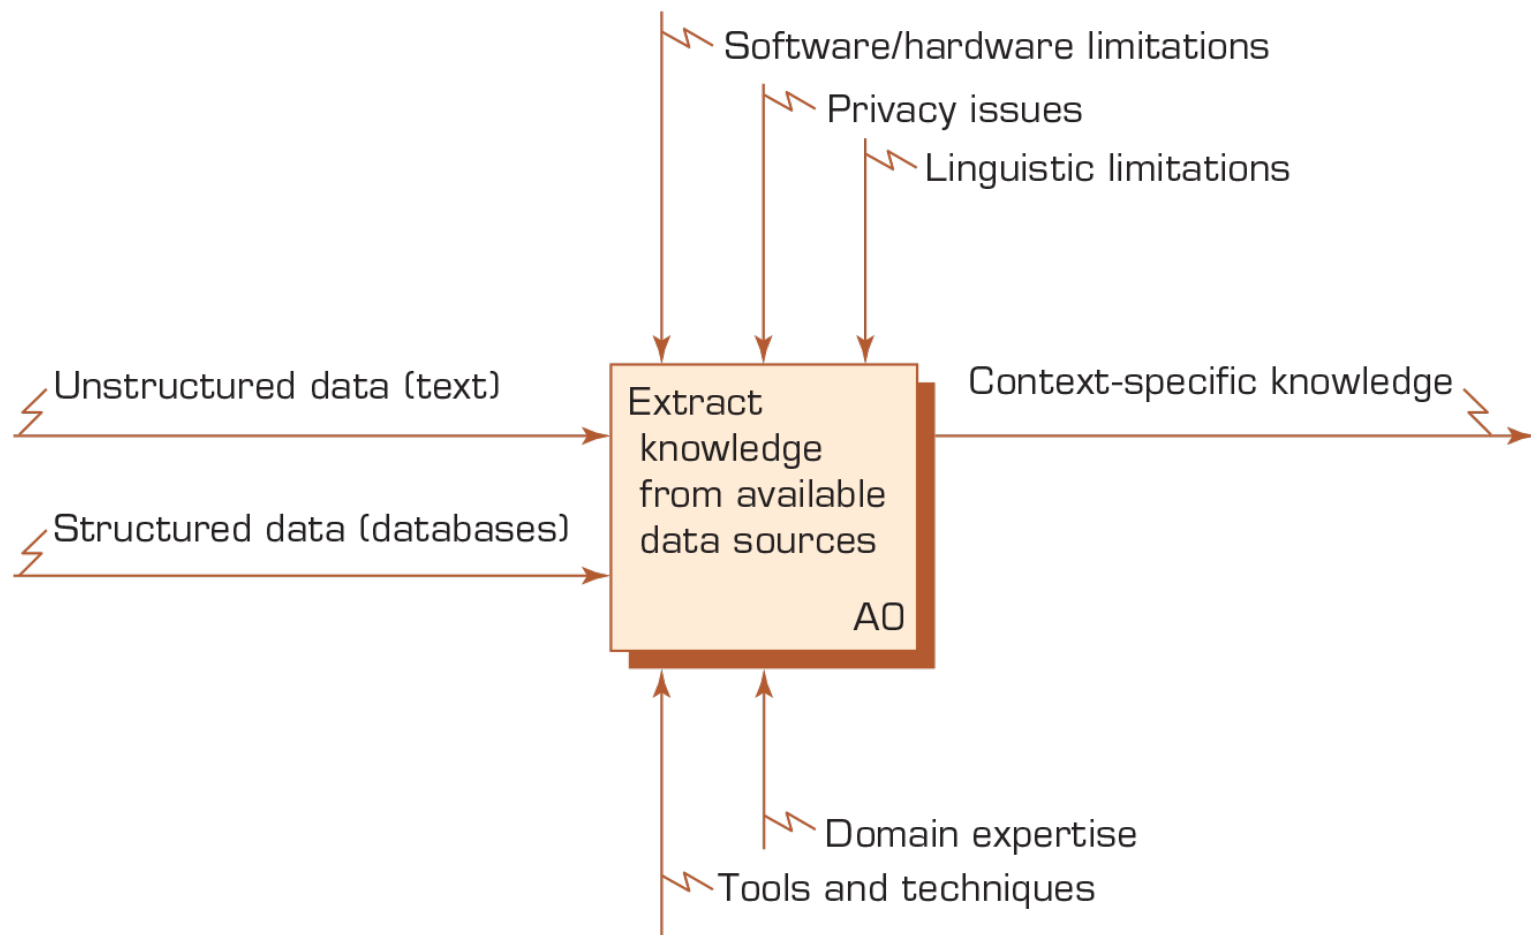 Software/hardware limitations
Privacy issues
Linguistic limitations
Unstructured data (text)
Context-specific knowledge
Extract
knowledge
from available
data sources
Structured data (databases)
A0
Domain expertise
Tools and techniques